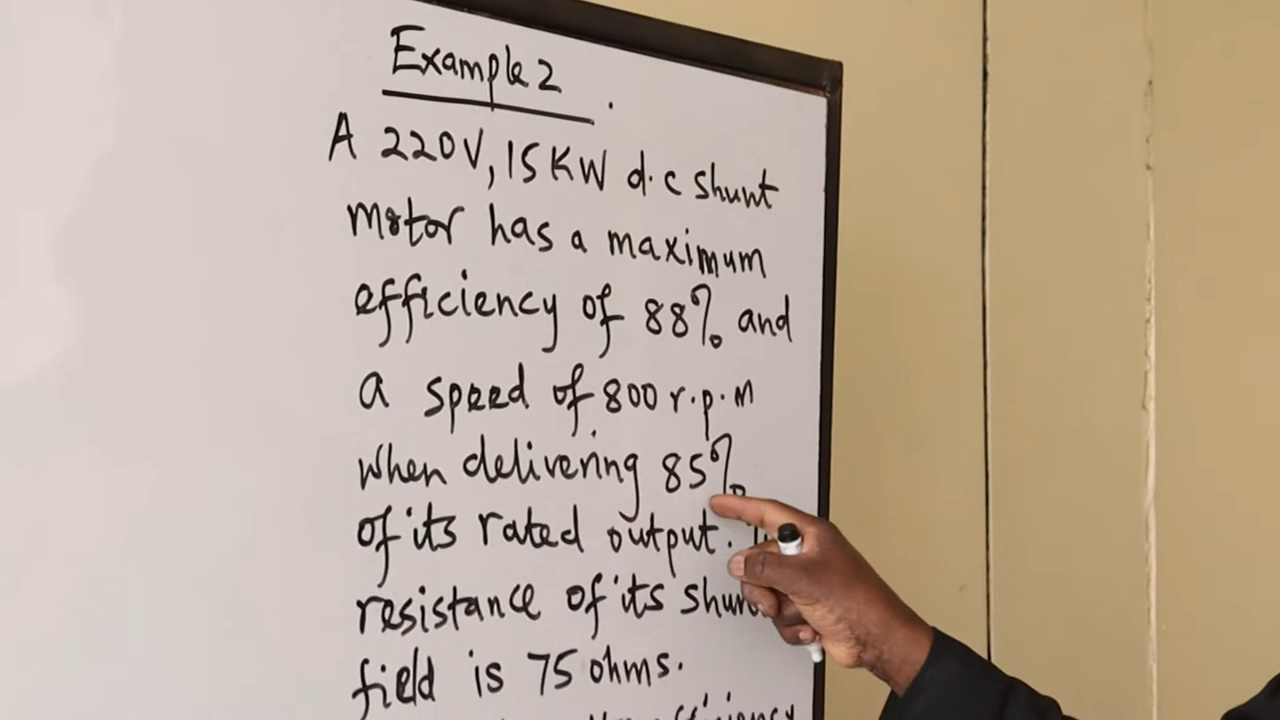 Example 2
A 220V, 15KW d.c shunt
motor has a maximum
efficiency of 88% and
a speed of 800 r.p.m
when delivering 85%
of its rated output.
resistance of its
field is 75 ohms.
efficiency